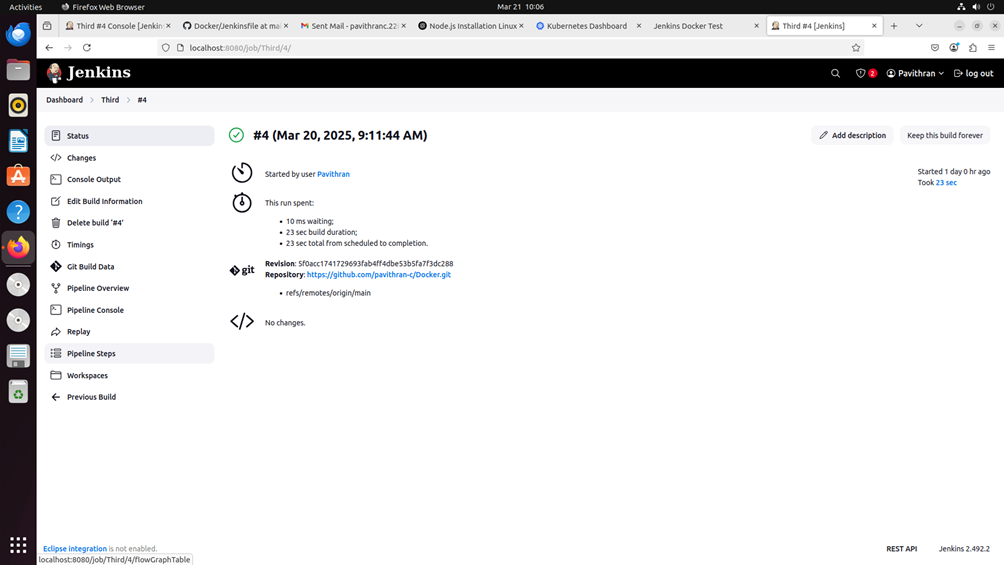 Activities
Firefox Web Browser
Mar 21 10:06
Third #4 Console [Jenkin
Docker/Jenkinsfile at ma
Sent Mail - pavithranc.22
Node.js Installation Linux
Kubernetes Dashboard
Jenkins Docker Test
Third #4 [Jenkins]
localhost:8080/job/Third/4/
Jenkins
2
Pavithran
log out
Dashboard
Third
#4
Status
Changes
Console Output
Edit Build Information
Delete build '#4'
Timings
Git Build Data
Pipeline Overview
Pipeline Console
Replay
Pipeline Steps
Workspaces
Previous Build
#4 (Mar 20, 2025, 9:11:44 AM)
Add description
Keep this build forever
Started 1 day 0 hr ago
Took 23 sec
Started by user Pavithran
This run spent:
10 ms waiting;
23 sec build duration;
23 sec total from scheduled to completion.
git
Revision: 5f0acc1741729693fab4ff4dbe53b5fa7f3dc288
Repository: https://github.com/pavithran-c/Docker.git
refs/remotes/origin/main
No changes.
Eclipse integration is not enabled.
localhost:8080/job/Third/4/flowGraphTable
REST API
Jenkins 2.492.2